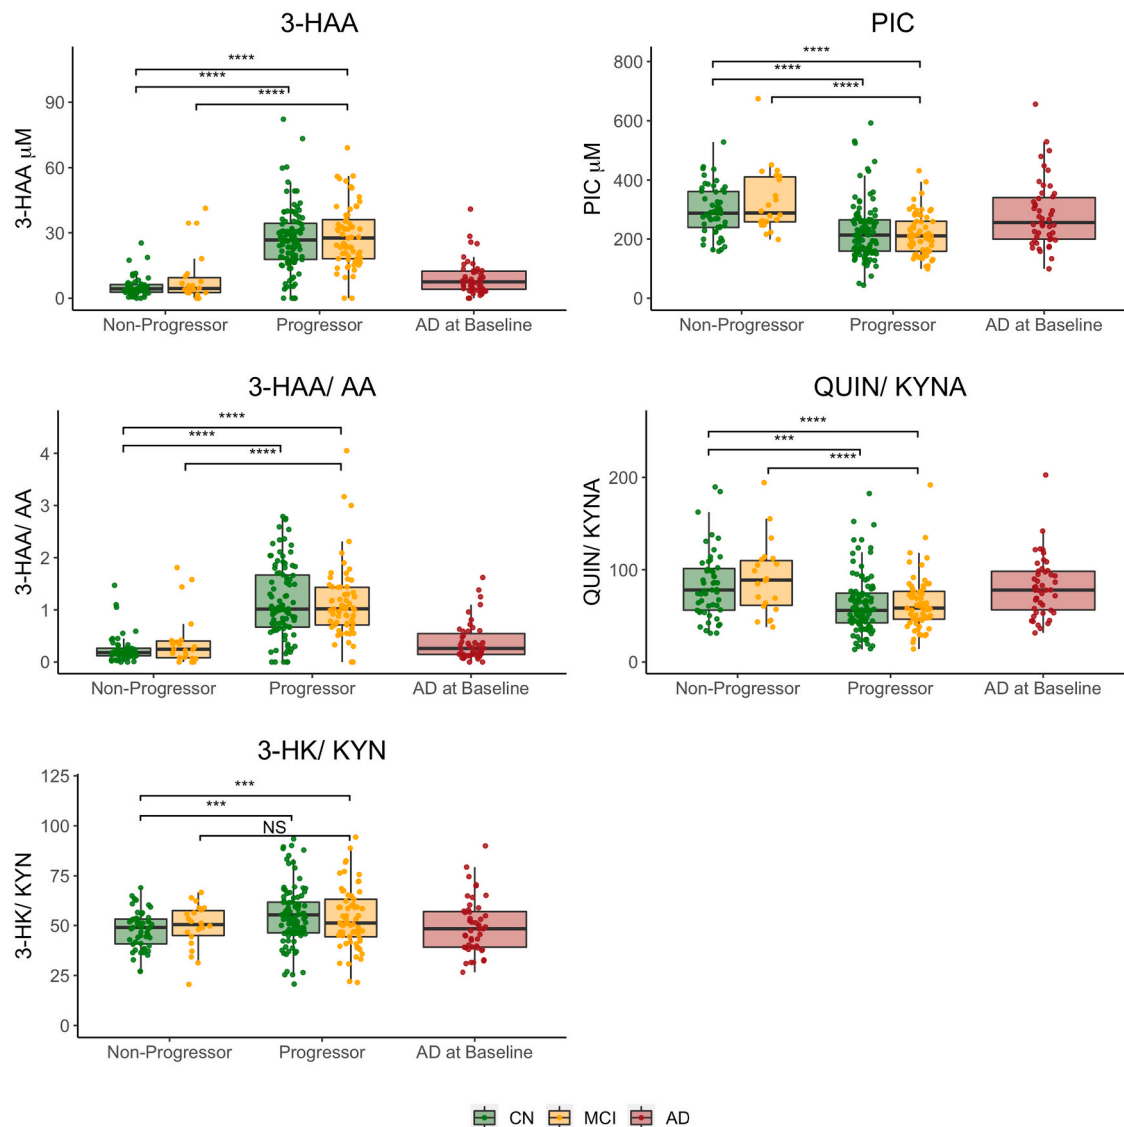 3-HAA
PIC
****
****
****
****
****
****
3-HAA μM
90
60
30
0
PIC μM
800
600
400
200
0
Non-Progressor Progressor AD at Baseline
Non-Progressor Progressor AD at Baseline
3-HAA/ AA
QUIN/ KYNA
****
****
****
****
***
****
3-HAA/ AA
4
3
2
1
0
QUIN/ KYNA
200
100
0
Non-Progressor Progressor AD at Baseline
Non-Progressor Progressor AD at Baseline
3-HK/ KYN
***
***
NS
3-HK/ KYN
125
100
75
50
25
0
Non-Progressor Progressor AD at Baseline
CN MCI AD